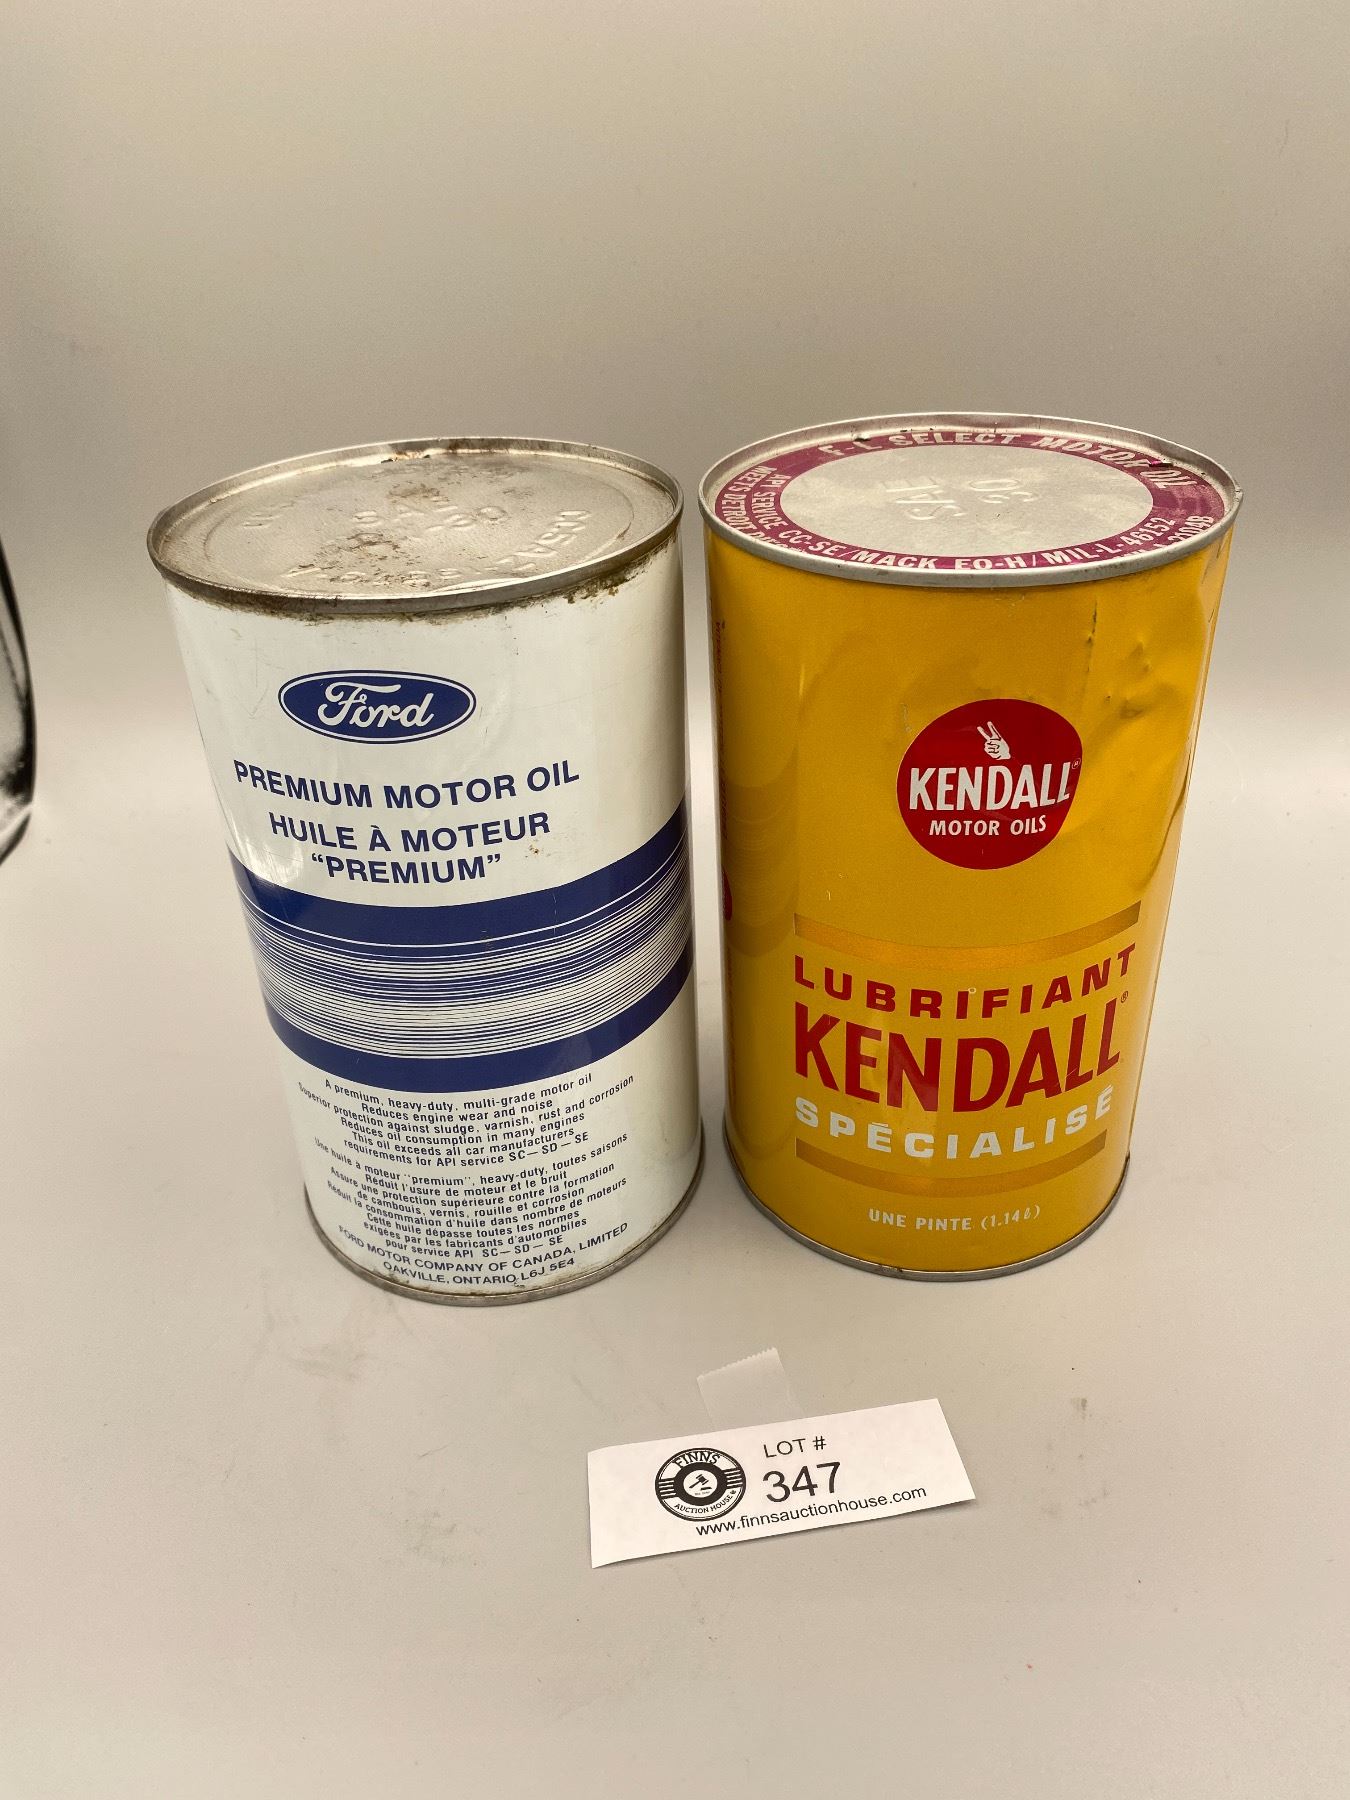 Ford
PREMIUM MOTOR OIL
HUILE À MOTEUR
“PREMIUM”
A premium, heavy-duty, multi-grade motor oil
Reduces engine wear and noise
Superior protection against sludge, varnish, rust and corrosion
Reduces oil consumption in many engines
This oil exceeds all car manufacturers
requirements for API service SC—SD—SE
Une huile à moteur "premium", heavy-duty, toutes saisons
Réduit l'usure de moteur et le bruit
Assure une protection supérieure contre la formation
de cambouis, vernis, rouille et corrosion
Réduit la consommation d'huile dans nombre de moteurs
Cette huile dépasse toutes les normes
exigées par les fabricants d'automobiles
pour service API SC—SD—SE
FORD MOTOR COMPANY OF CANADA, LIMITED
OAKVILLE, ONTARIO L6J 5E4
F-L SELECT MOTOR OIL
SAE
30
API SERVICE CC-SE/MACK EO-H/MIL-L-46152
MEETS DETROIT
KENDALL
MOTOR OILS
LUBRIFIANT
KENDALL®
SPÉCIALISÉ
UNE PINTE (1.14ℓ)
FINNS
AUCTION HOUSE
LOT #
347
www.finnsauctionhouse.com